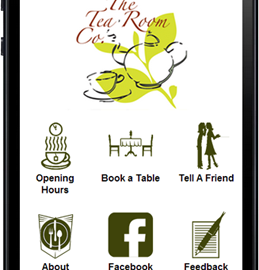 The
Tea Room
Co.
Opening
Hours
Book a Table
Tell A Friend
About
Facebook
Feedback